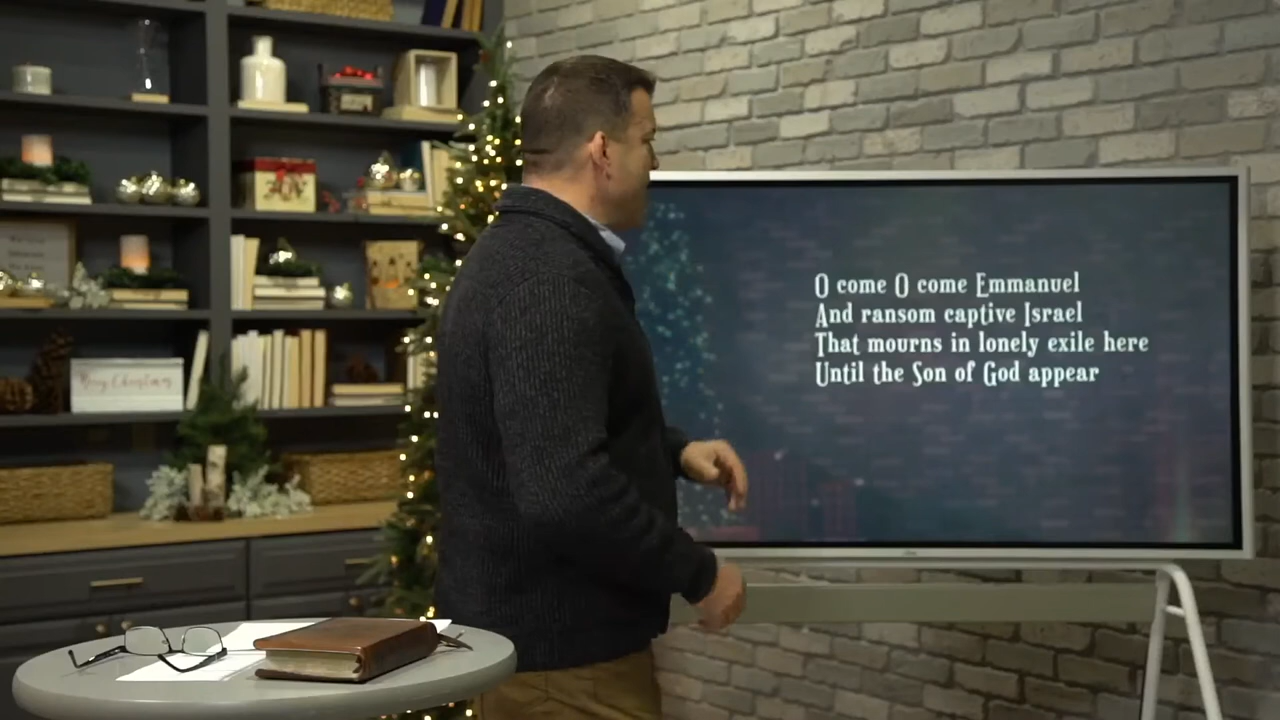 O come O come Emmanuel
And ransom captive Israel
That mourns in lonely exile here
Until the Son of God appear
Christmas